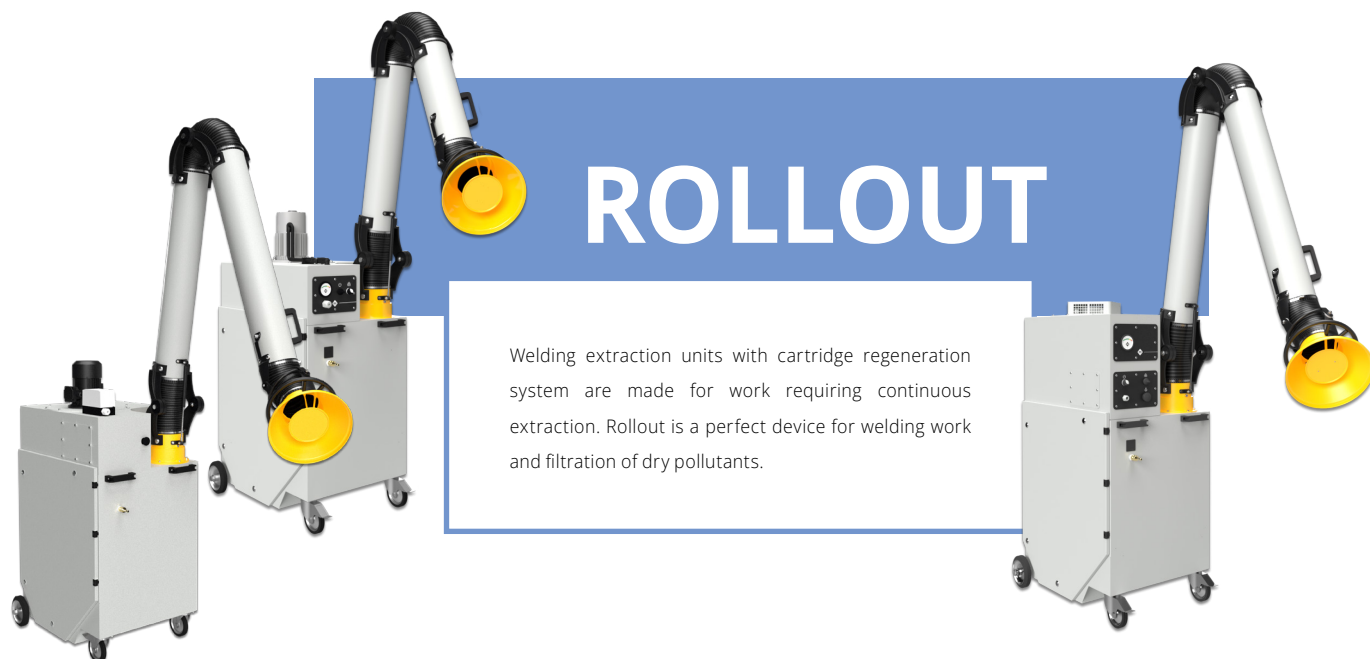 ROLLOUT
Welding extraction units with cartridge regeneration
system are made for work requiring continuous
extraction. Rollout is a perfect device for welding work
and filtration of dry pollutants.